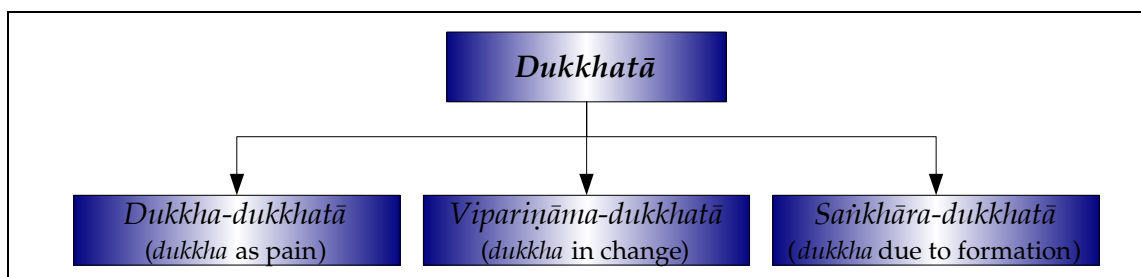 Dukkhatā
Dukkha-dukkhatā
(dukkha as pain)
Vipariṇāma-dukkhatā
(dukkha in change)
Saṅkhāra-dukkhatā
(dukkha due to formation)